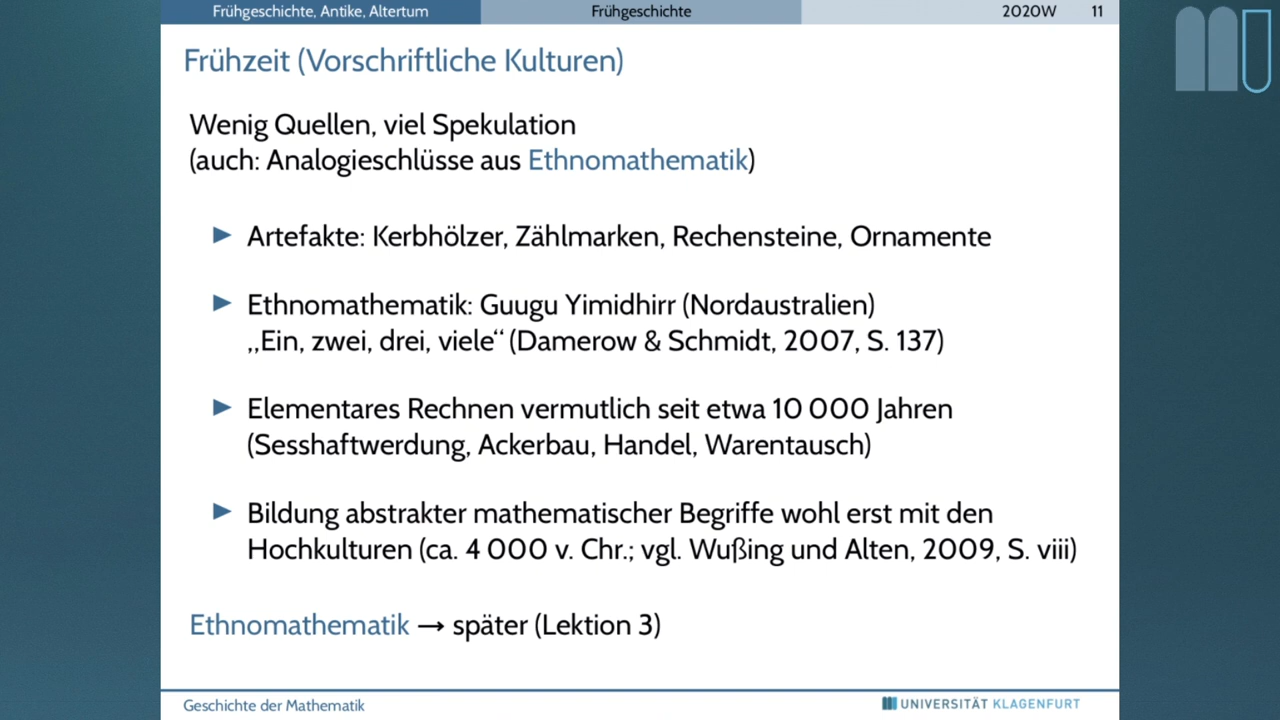 Frühgeschichte, Antike, Altertum Frühgeschichte 2020W 11
Frühzeit (Vorschriftliche Kulturen)
Wenig Quellen, viel Spekulation
(auch: Analogieschlüsse aus Ethnomathematik)
Artefakte: Kerbhölzer, Zählmarken, Rechensteine, Ornamente
Ethnomathematik: Guugu Yimidhirr (Nordaustralien)
„Ein, zwei, drei, viele“ (Damerow & Schmidt, 2007, S. 137)
Elementares Rechnen vermutlich seit etwa 10 000 Jahren
(Sesshaftwerdung, Ackerbau, Handel, Warentausch)
Bildung abstrakter mathematischer Begriffe wohl erst mit den
Hochkulturen (ca. 4 000 v. Chr.; vgl. Wußing und Alten, 2009, S. viii)
Ethnomathematik → später (Lektion 3)
Geschichte der Mathematik UNIVERSITÄT KLAGENFURT